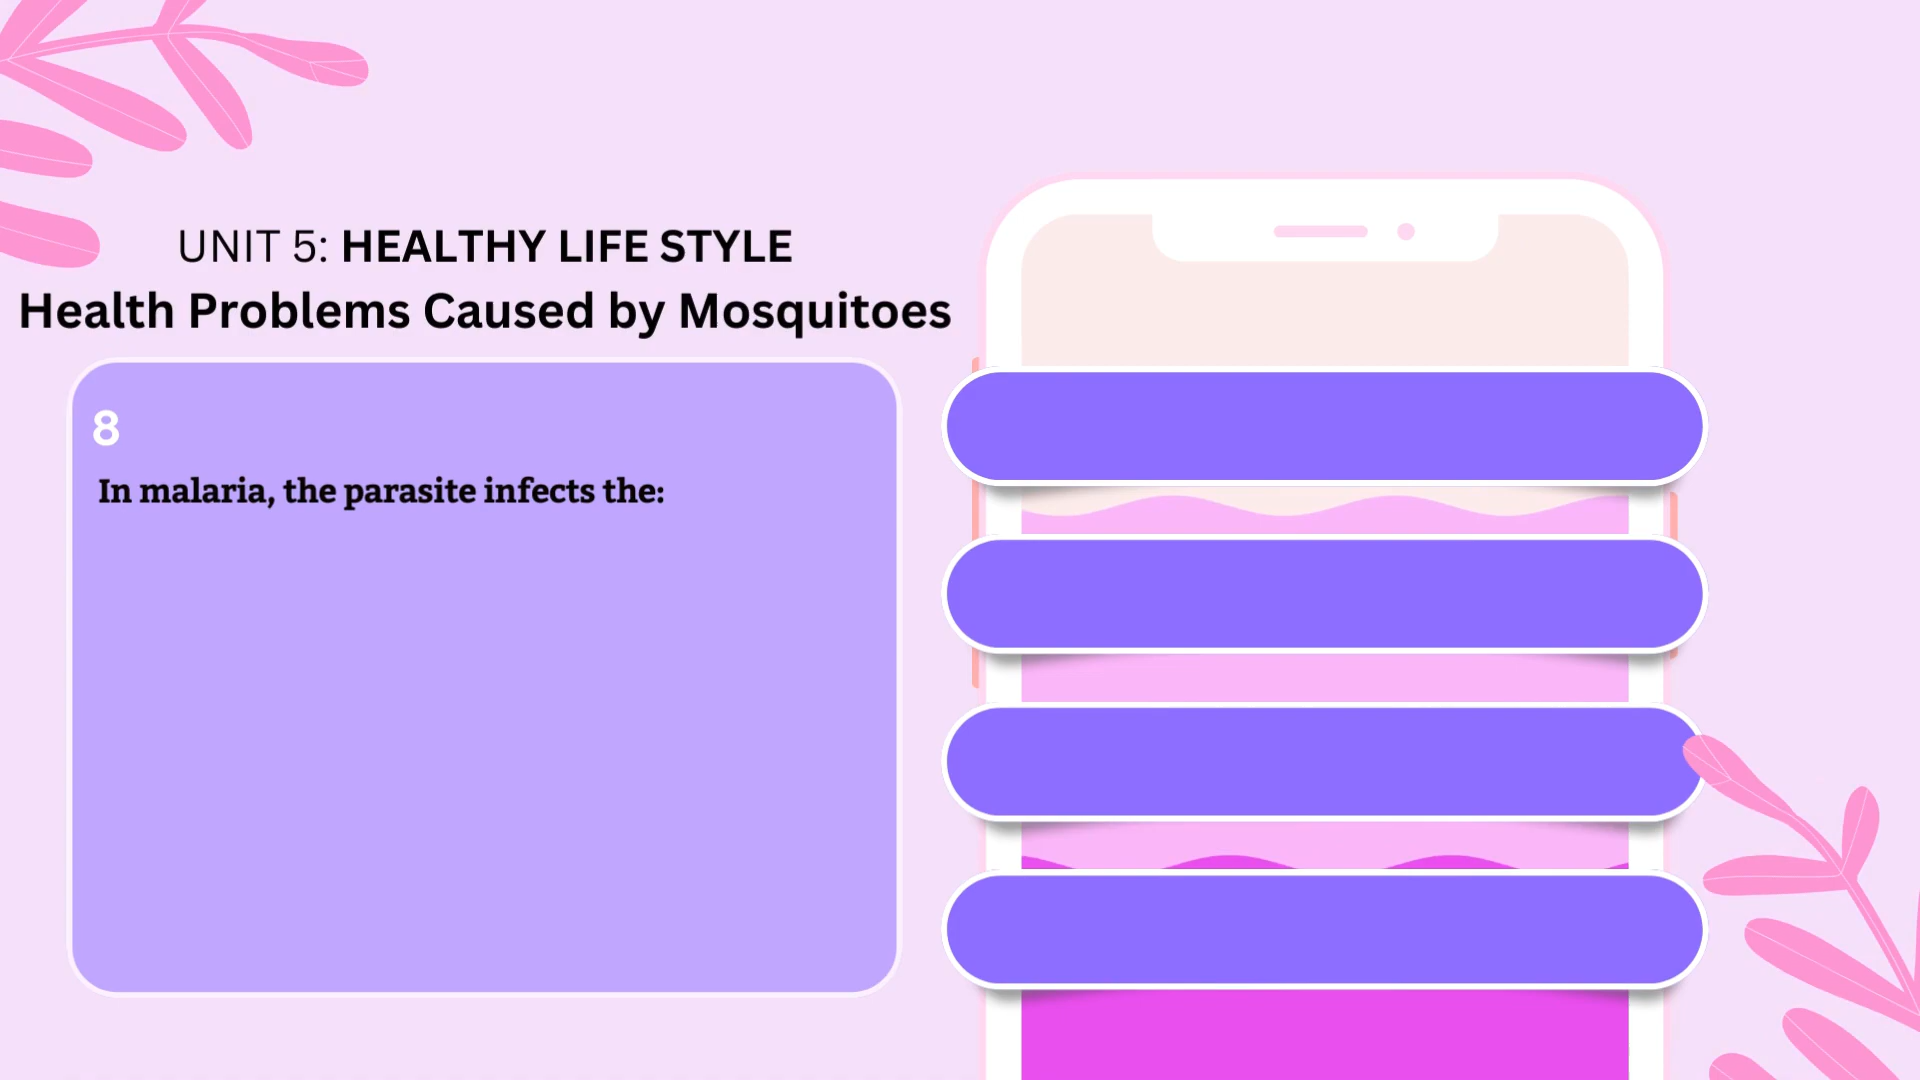 UNIT 5: HEALTHY LIFE STYLE
Health Problems Caused by Mosquitoes
8
In malaria, the parasite infects the: